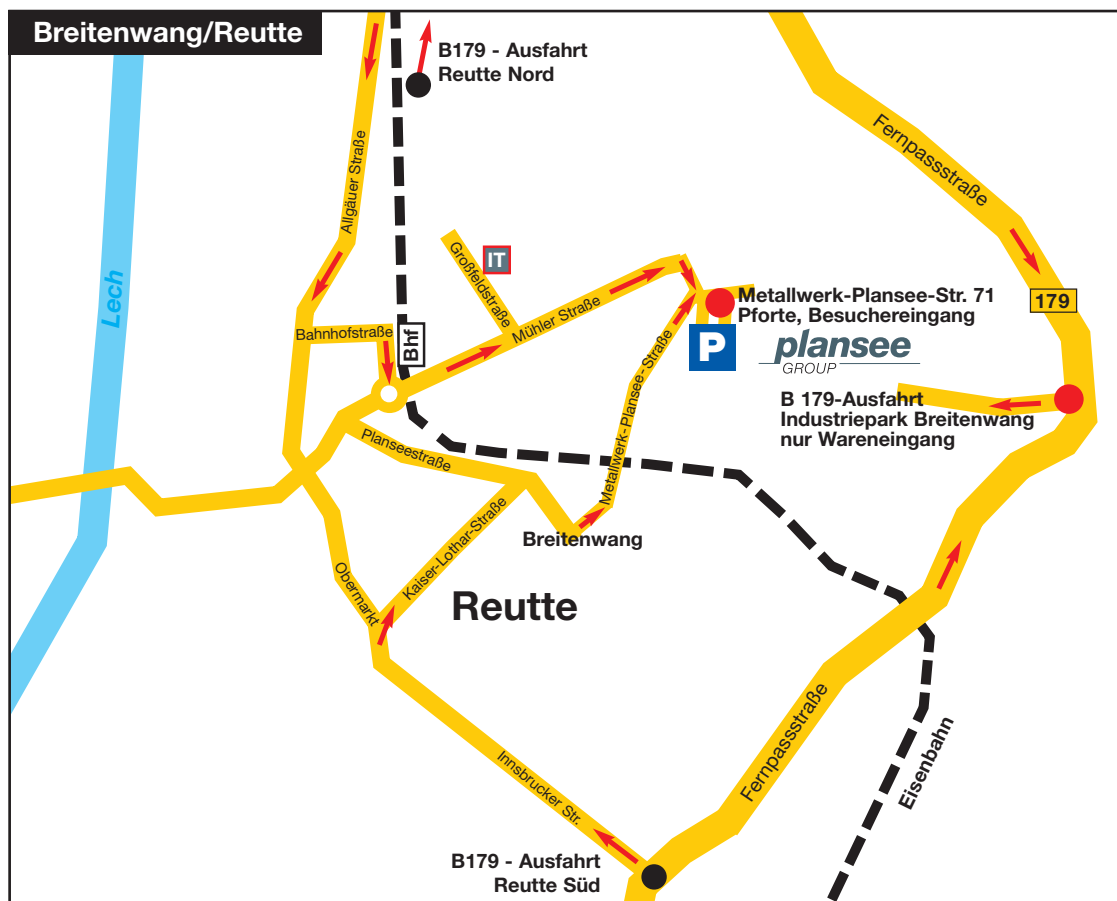 Breitenwang/Reutte
B179 - Ausfahrt
Reutte Nord
Fernpassstraße
Allgäuer Straße
Lech
Großfeldstraße
IT
Mühler Straße
Bahnhofstraße
Bhf
Metallwerk-Plansee-Str. 71
Pforte, Besuchereingang
179
P
plansee
GROUP
B 179-Ausfahrt
Industriepark Breitenwang
nur Wareneingang
Metallwerk-Plansee-Straße
Planseestraße
Kaiser-Lothar-Straße
Breitenwang
Obermarkt
Reutte
Fernpassstraße
Eisenbahn
Innsbrucker Str.
B179 - Ausfahrt
Reutte Süd